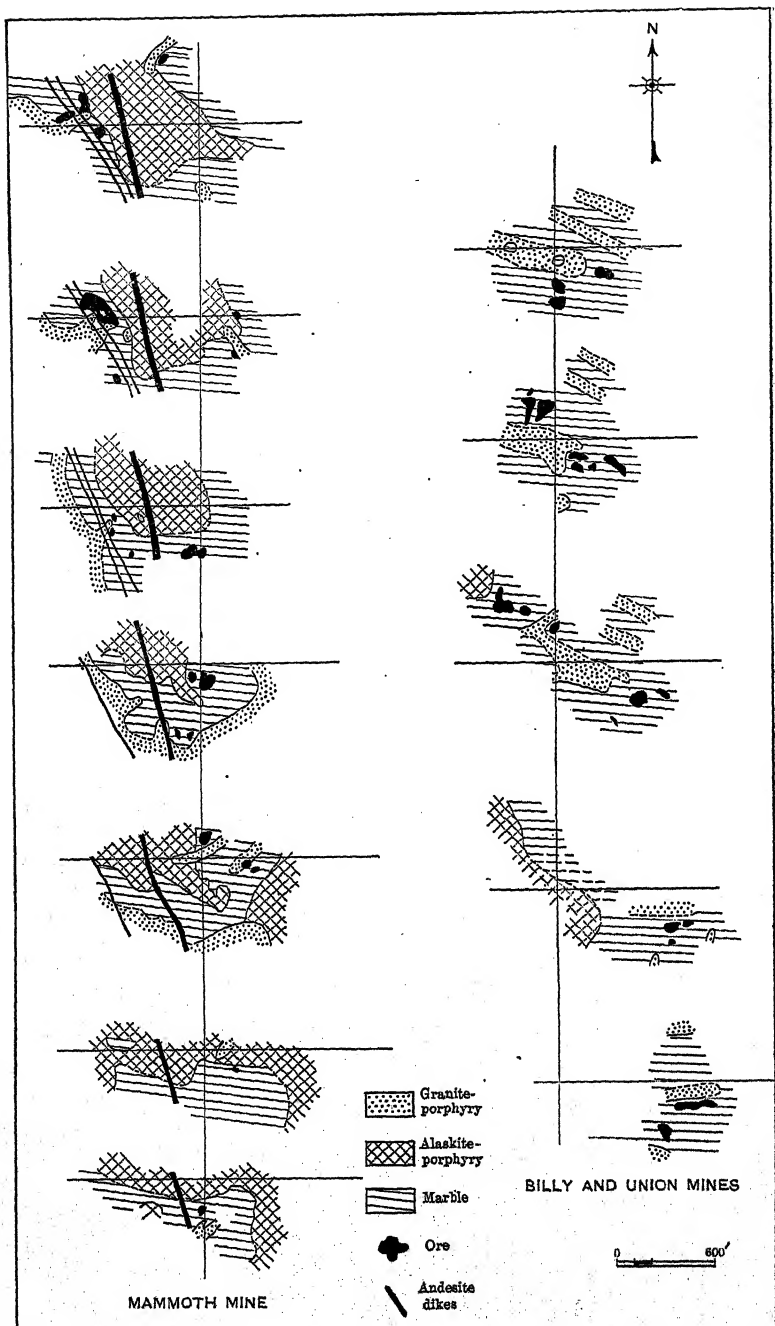 N
Granite-
porphyry
Alaskite-
porphyry
Marble
Ore
Andesite
dikes
MAMMOTH MINE
BILLY AND UNION MINES
0 600'